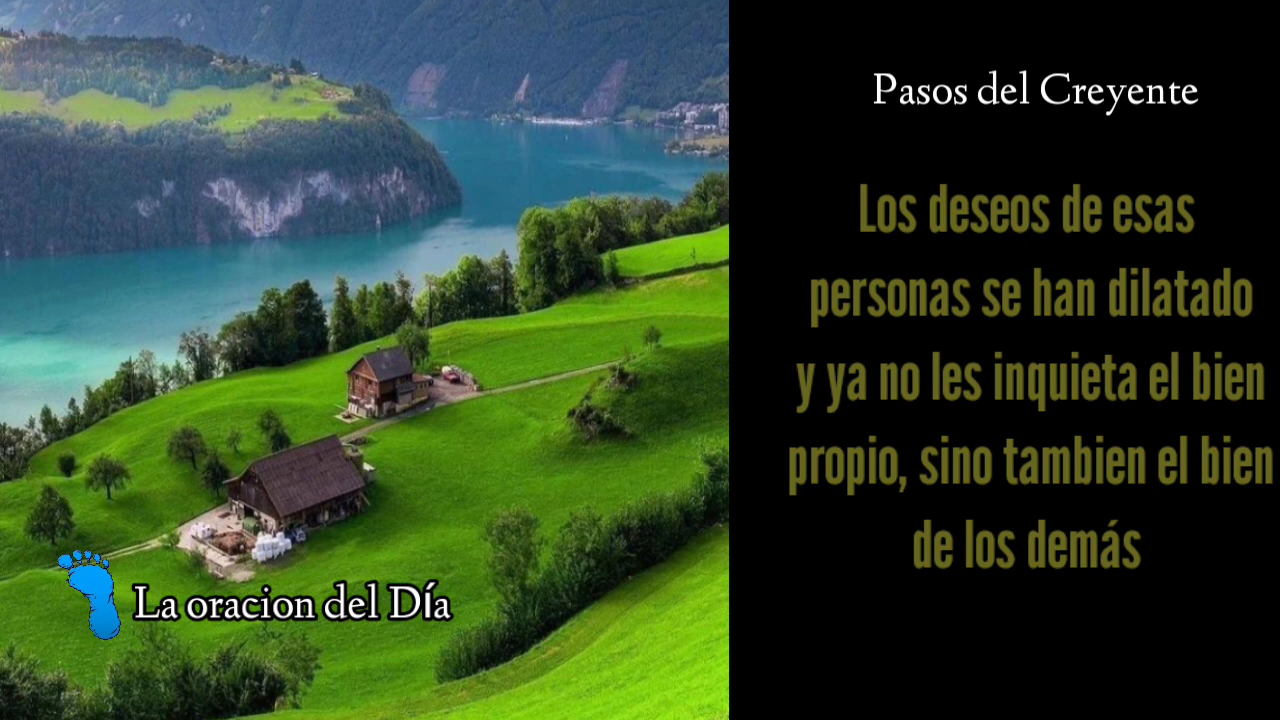 Pasos del Creyente
Los deseos de esas
personas se han dilatado
y ya no les inquieta el bien
propio, sino tambien el bien
de los demás
La oracion del Día